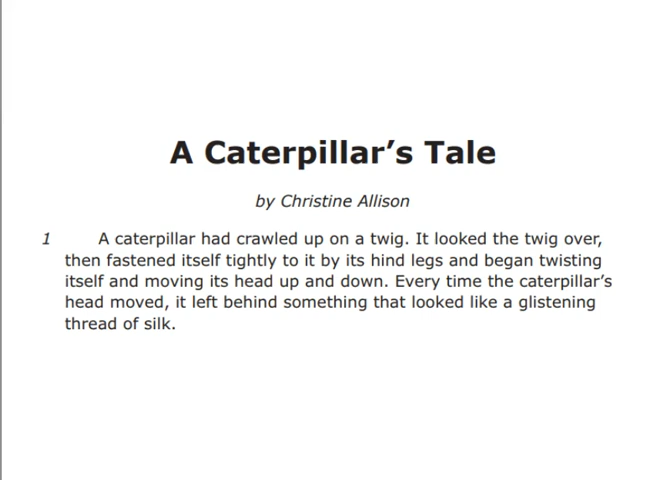 A Caterpillar’s Tale
by Christine Allison
1 A caterpillar had crawled up on a twig. It looked the twig over,
then fastened itself tightly to it by its hind legs and began twisting
itself and moving its head up and down. Every time the caterpillar’s
head moved, it left behind something that looked like a glistening
thread of silk.